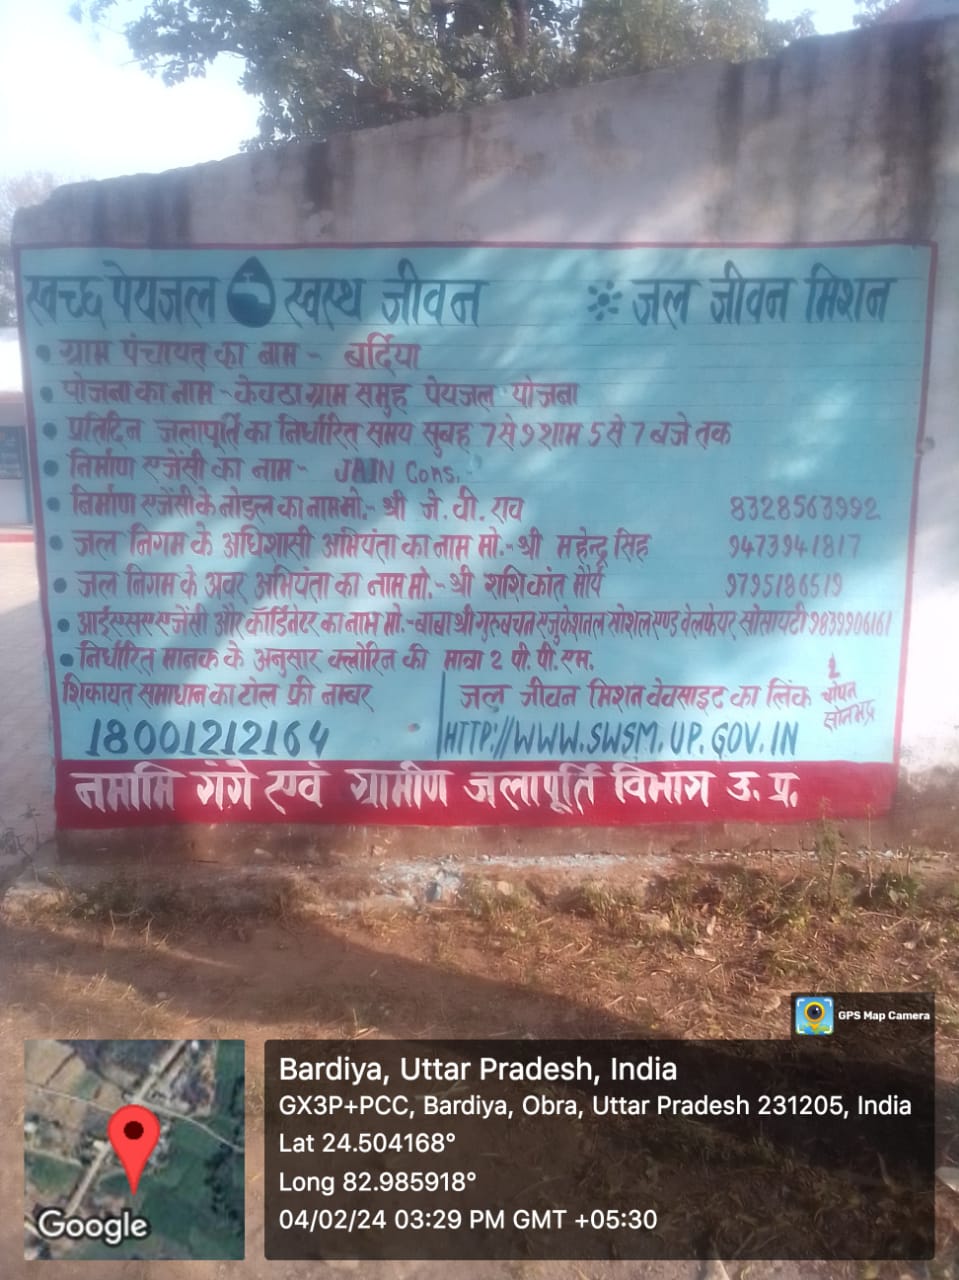 स्वच्छ पेयजल स्वस्थ जीवन जल जीवन मिशन
• ग्राम पंचायत का नाम - बर्दिया
• योजना का नाम - केवठा ग्राम समुह पेयजल योजना
• प्रतिदिन जलापूर्ति का निर्धारित समय सुबह 7 से 9 शाम 5 से 7 बजे तक
• निर्माण एजेंसी का नाम - JAIN Cons.
• निर्माण एजेंसी के नोडल का नाम मो.- श्री जे. वी. राव 8328563992
• जल निगम के अधिशासी अभियंता का नाम मो.- श्री महेन्द्र सिंह 9473941817
• जल निगम के अवर अभियंता का नाम मो.- श्री शशिकांत मौर्य 9795186519
• आईएसए एजेंसी और कॉर्डिनेटर का नाम मो.- बाबा श्री गुरुवचन एजुकेशनल सोशल एण्ड वेलफेयर सोसायटी 9839906161
• निर्धारित मानक के अनुसार क्लोरिन की मात्रा 2 पी. पी. एम.
शिकायत समाधान का टोल फ्री नम्बर
18001212164
जल जीवन मिशन वेवसाइट का लिंक
HTTP://WWW.SWSM.UP.GOV.IN
चोपन
सोनभद्र
नमामि गंगे एवं ग्रामीण जलापूर्ति विभाग उ. प्र.
GPS Map Camera
Bardiya, Uttar Pradesh, India
GX3P+PCC, Bardiya, Obra, Uttar Pradesh 231205, India
Lat 24.504168°
Long 82.985918°
04/02/24 03:29 PM GMT +05:30
Google